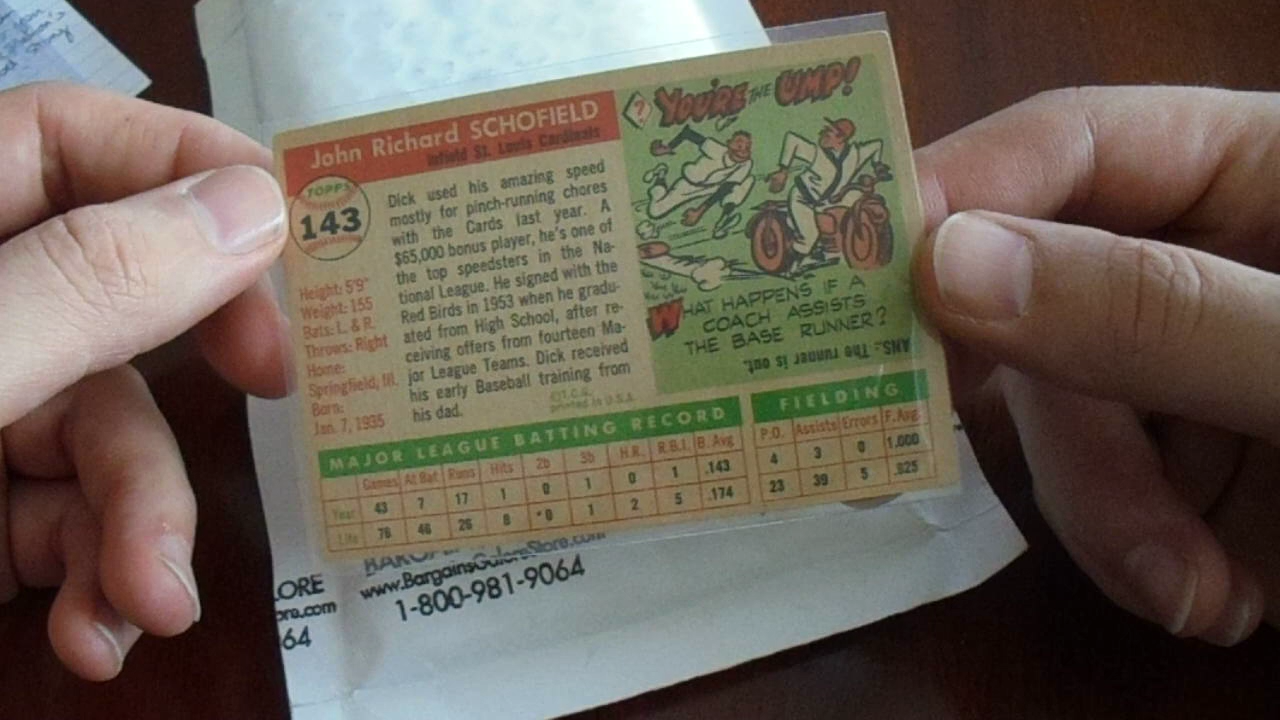 John Richard SCHOFIELD
Infield St. Louis Cardinals
TOPPS
143
Height: 5'9"
Weight: 155
Bats: L. & R.
Throws: Right
Home:
Springfield, Ill.
Born:
Jan. 7, 1935
Dick used his amazing speed
mostly for pinch-running chores
with the Cards last year. A
$65,000 bonus player, he's one of
the top speedsters in the Na-
tional League. He signed with the
Red Birds in 1953 when he gradu-
ated from High School, after re-
ceiving offers from fourteen Ma-
jor League Teams. Dick received
his early Baseball training from
his dad.
©T.C.G.
printed in U.S.A.
? YOU'RE THE UMP!
WHAT HAPPENS IF A
COACH ASSISTS
THE BASE RUNNER?
ANS.: The runner is out.
MAJOR LEAGUE BATTING RECORD
Games At Bat Runs Hits 2b 3b H.R. R.B.I. B. Avg
Year 43 7 17 1 0 1 0 1 .143
Life 76 46 26 8 *0 1 2 5 .174
FIELDING
P.O. Assists Errors F. Avg.
4 3 0 1.000
23 39 5 .925
www.BargainsGaloreStore.com
1-800-981-9064
LORE
ore.com
64